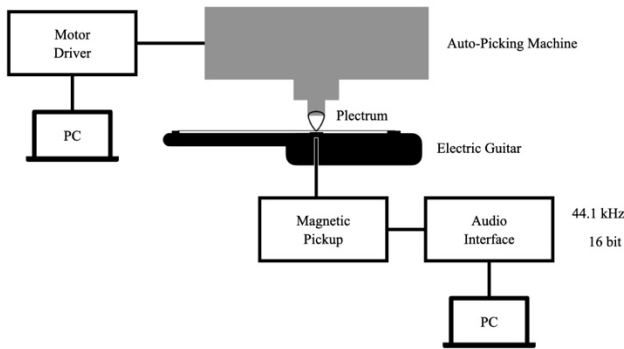 Motor
Driver
Auto-Picking Machine
PC
Plectrum
Electric Guitar
Magnetic
Pickup
Audio
Interface
44.1 kHz
16 bit
PC